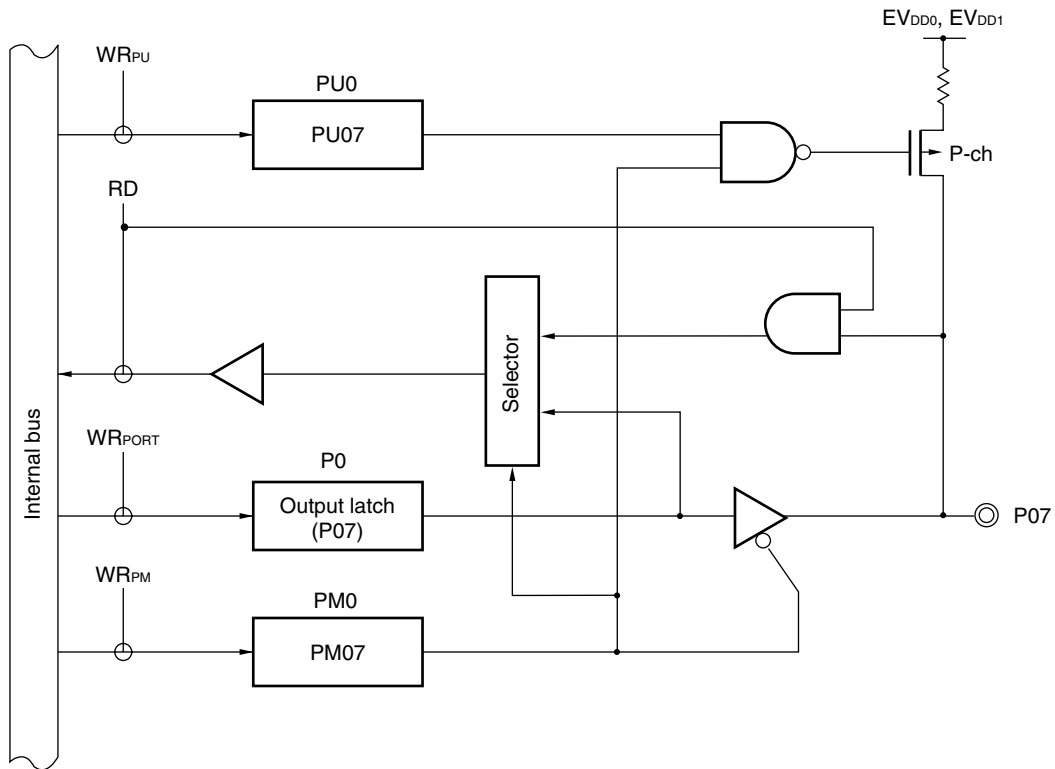 EVDD0, EVDD1
WRPU
PU0
PU07
P-ch
RD
Selector
Internal bus
WRPORT
P0
Output latch
(P07)
P07
WRPM
PM0
PM07